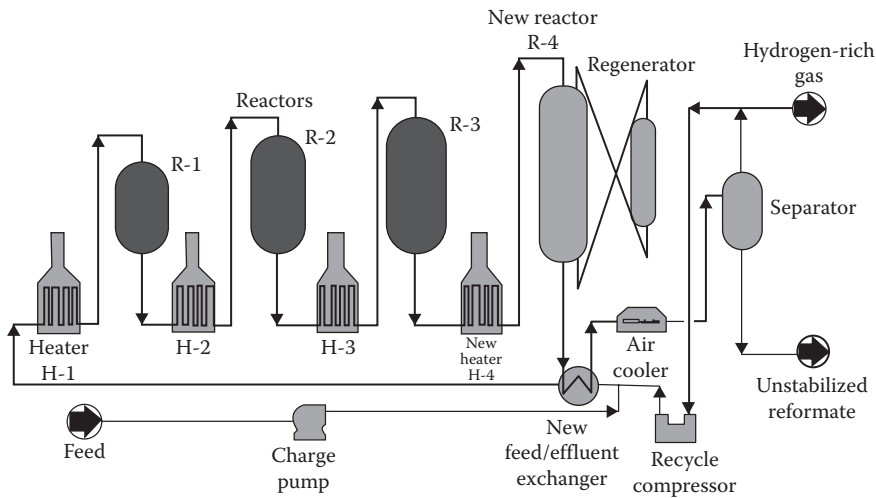 New reactor
R-4
Hydrogen-rich
gas
Regenerator
Reactors
R-1
R-2
R-3
Separator
Heater
H-1
H-2
H-3
New
heater
H-4
Air
cooler
Unstabilized
reformate
Feed
Charge
pump
New
feed/effluent
exchanger
Recycle
compressor